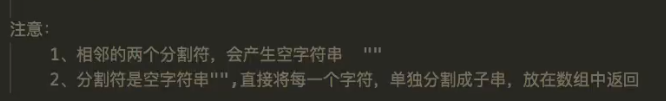 注意:
1、相邻的两个分割符，会产生空字符串 ""
2、分割符是空字符串"",直接将每一个字符，单独分割成子串，放在数组中返回